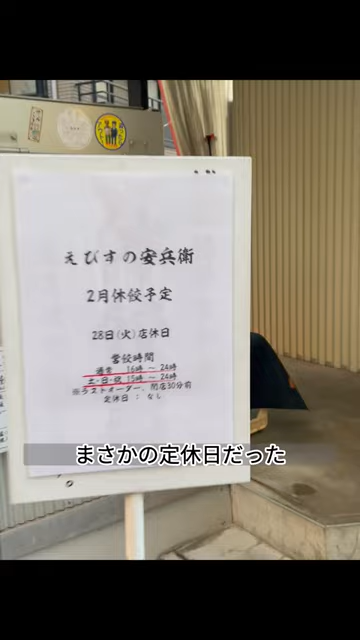 えびすの安兵衛
2月休餃予定
28日(火)店休日
営餃時間
通常 16時 ～ 24時
土・日・祝 15時 ～ 24時
※ラストオーダー、閉店30分前
定休日 : なし
まさかの定休日だった